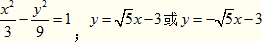 x²/3 − y²/9 = 1； y = √5x − 3 或 y = −√5x − 3